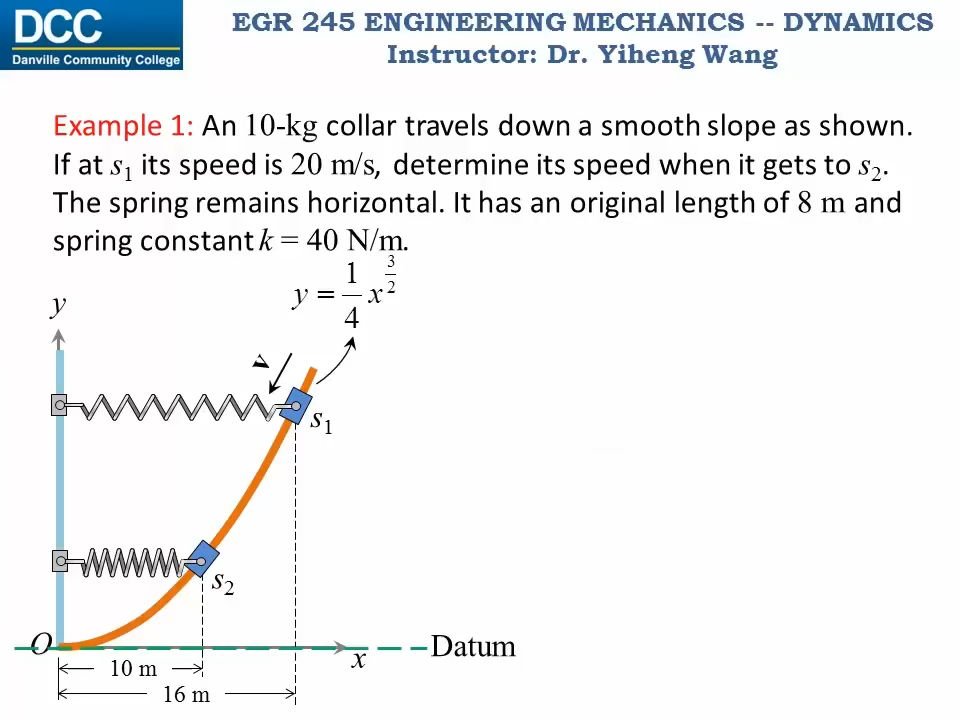 DCC
Danville Community College
EGR 245 ENGINEERING MECHANICS -- DYNAMICS
Instructor: Dr. Yiheng Wang
Example 1: An 10-kg collar travels down a smooth slope as shown.
If at s₁ its speed is 20 m/s, determine its speed when it gets to s₂.
The spring remains horizontal. It has an original length of 8 m and
spring constant k = 40 N/m.
y = 1/4 x^(3/2)
y
v
s₁
s₂
O
x
Datum
10 m
16 m